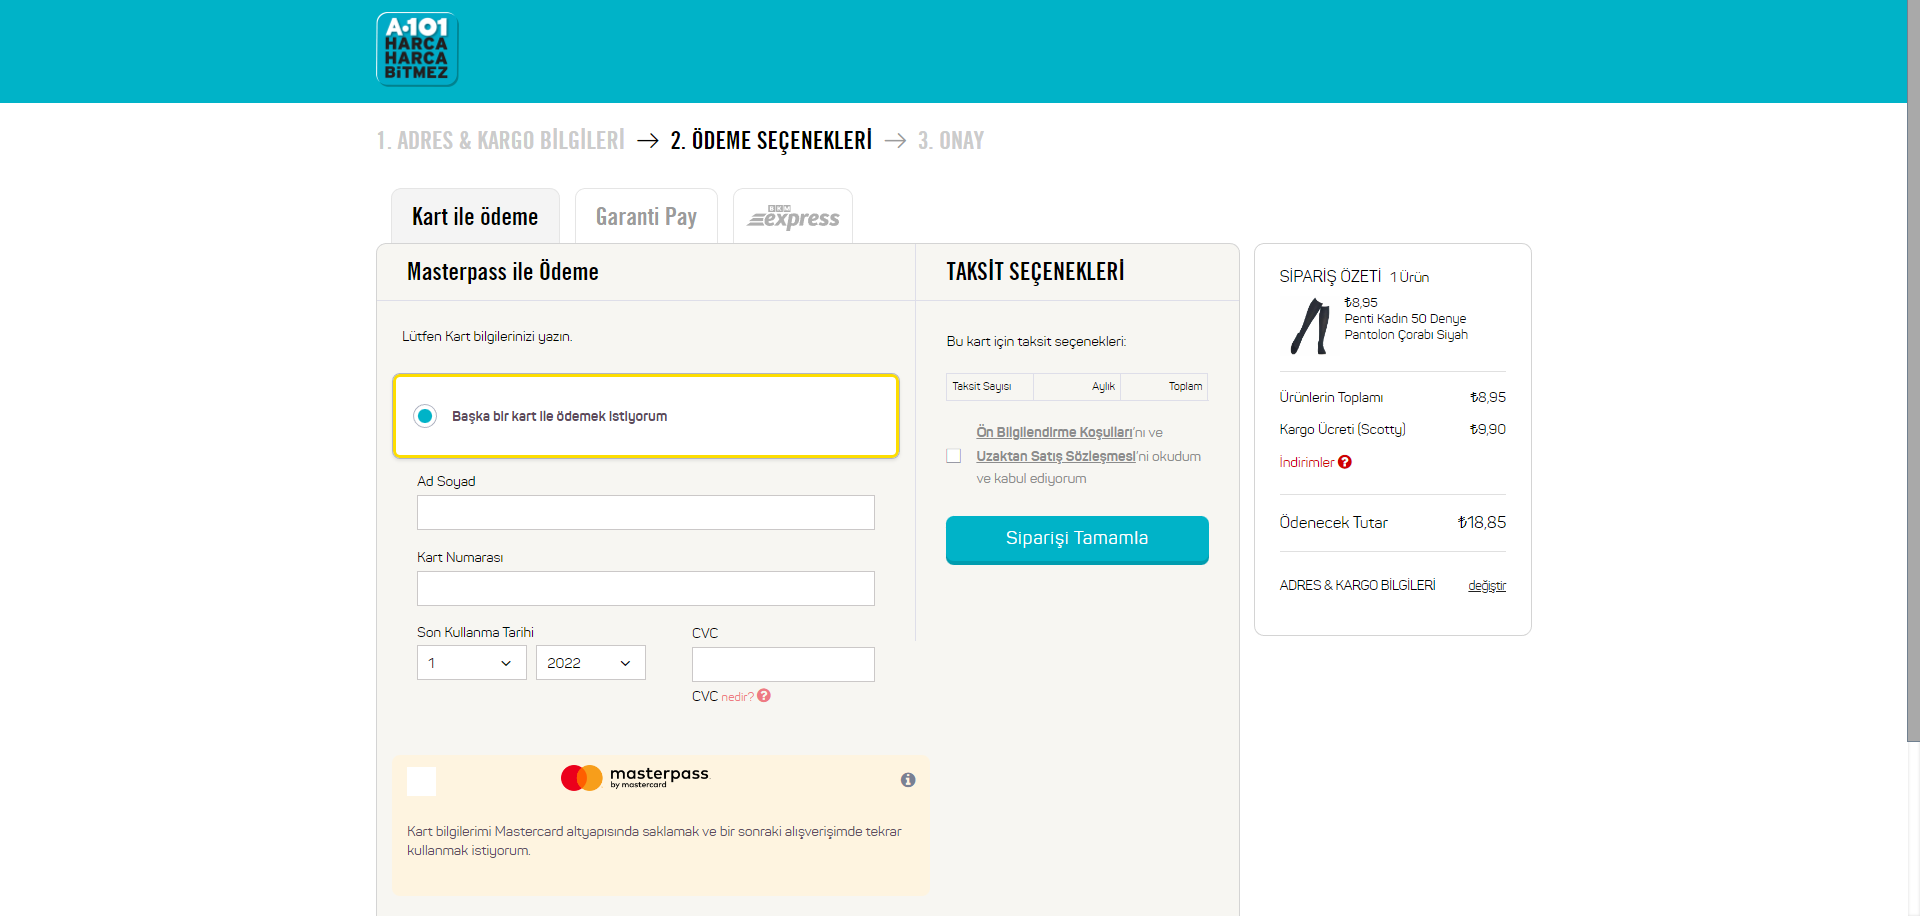 A·101
HARCA
HARCA
BİTMEZ
1. ADRES & KARGO BİLGİLERİ → 2. ÖDEME SEÇENEKLERİ → 3. ONAY
Kart ile ödeme
Garanti Pay
BKM
express
Masterpass ile Ödeme
Lütfen Kart bilgilerinizi yazın.
Başka bir kart ile ödemek istiyorum
Ad Soyad
Kart Numarası
Son Kullanma Tarihi
1
2022
CVC
CVC nedir? ?
masterpass
by mastercard
Kart bilgilerimi Mastercard altyapısında saklamak ve bir sonraki alışverişimde tekrar
kullanmak istiyorum.
TAKSİT SEÇENEKLERİ
Bu kart için taksit seçenekleri:
Taksit Sayısı Aylık Toplam
Ön Bilgilendirme Koşulları'nı ve
Uzaktan Satış Sözleşmesi'ni okudum
ve kabul ediyorum
Siparişi Tamamla
SİPARİŞ ÖZETİ 1 Ürün
₺8,95
Penti Kadın 50 Denye
Pantolon Çorabı Siyah
Ürünlerin Toplamı ₺8,95
Kargo Ücreti (Scotty) ₺9,90
İndirimler ?
Ödenecek Tutar ₺18,85
ADRES & KARGO BİLGİLERİ değiştir